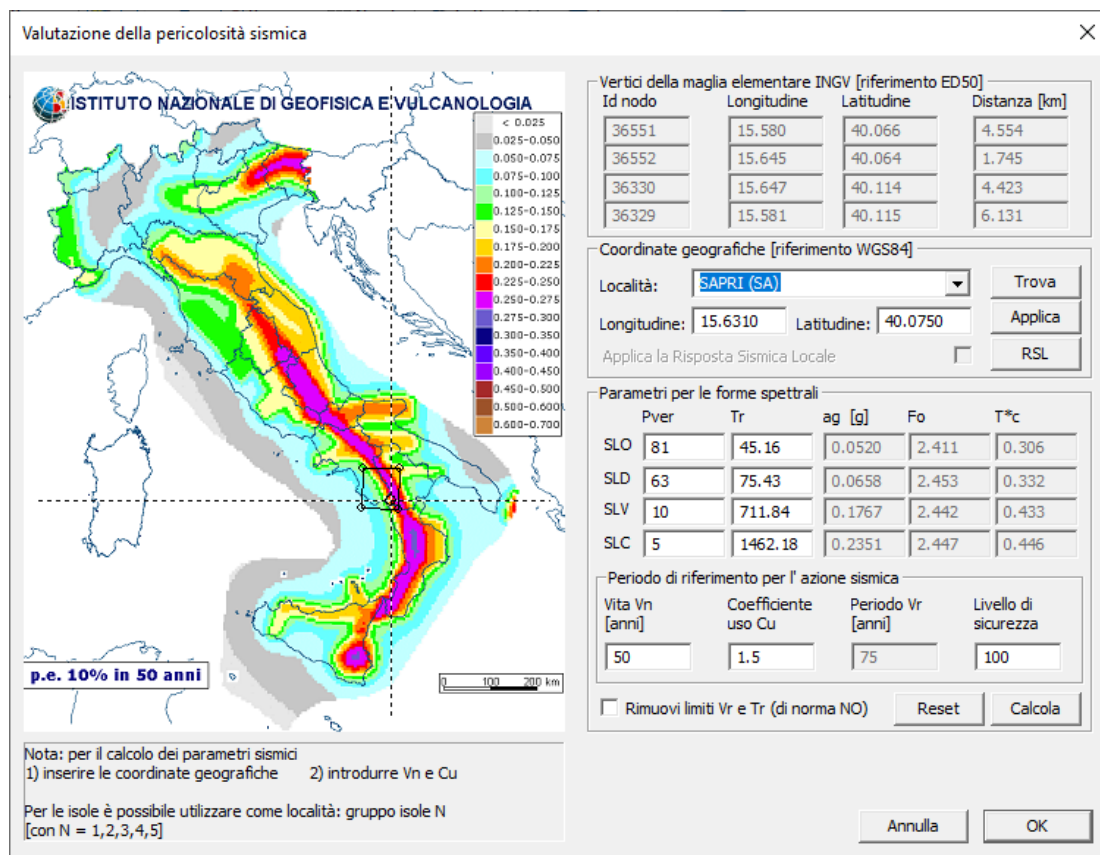 Valutazione della pericolosità sismica
ISTITUTO NAZIONALE DI GEOFISICA E VULCANOLOGIA
< 0.025
0.025-0.050
0.050-0.075
0.075-0.100
0.100-0.125
0.125-0.150
0.150-0.175
0.175-0.200
0.200-0.225
0.225-0.250
0.250-0.275
0.275-0.300
0.300-0.350
0.350-0.400
0.400-0.450
0.450-0.500
0.500-0.600
0.600-0.700
p.e. 10% in 50 anni
0 100 200 km
Nota: per il calcolo dei parametri sismici
1) inserire le coordinate geografiche 2) introdurre Vn e Cu
Per le isole è possibile utilizzare come località: gruppo isole N
[con N = 1,2,3,4,5]
Vertici della maglia elementare INGV [riferimento ED50]
Id nodo Longitudine Latitudine Distanza [km]
36551 15.580 40.066 4.554
36552 15.645 40.064 1.745
36330 15.647 40.114 4.423
36329 15.581 40.115 6.131
Coordinate geografiche [riferimento WGS84]
Località: SAPRI (SA) Trova
Longitudine: 15.6310 Latitudine: 40.0750 Applica
Applica la Risposta Sismica Locale RSL
Parametri per le forme spettrali
Pver Tr ag [g] Fo T*c
SLO 81 45.16 0.0520 2.411 0.306
SLD 63 75.43 0.0658 2.453 0.332
SLV 10 711.84 0.1767 2.442 0.433
SLC 5 1462.18 0.2351 2.447 0.446
Periodo di riferimento per l' azione sismica
Vita Vn Coefficiente Periodo Vr Livello di
[anni] uso Cu [anni] sicurezza
50 1.5 75 100
Rimuovi limiti Vr e Tr (di norma NO) Reset Calcola
Annulla OK